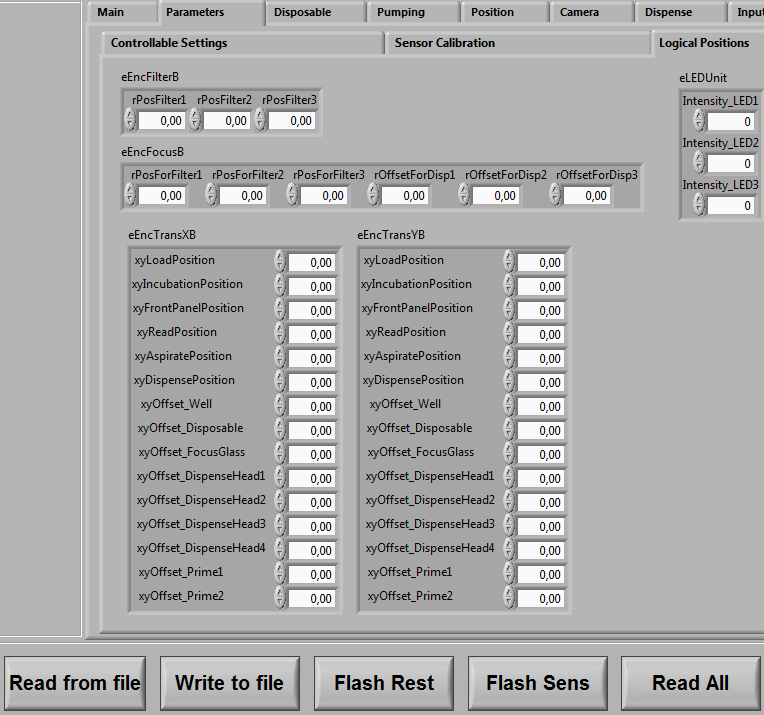 Main Parameters Disposable Pumping Position Camera Dispense Input
Controllable Settings Sensor Calibration Logical Positions
eEncFilterB
rPosFilter1 rPosFilter2 rPosFilter3
0,00 0,00 0,00
eEncFocusB
rPosForFilter1 rPosForFilter2 rPosForFilter3 rOffsetForDisp1 rOffsetForDisp2 rOffsetForDisp3
0,00 0,00 0,00 0,00 0,00 0,00
eLEDUnit
Intensity_LED1
0
Intensity_LED2
0
Intensity_LED3
0
eEncTransXB
xyLoadPosition 0,00
xyIncubationPosition 0,00
xyFrontPanelPosition 0,00
xyReadPosition 0,00
xyAspiratePosition 0,00
xyDispensePosition 0,00
xyOffset_Well 0,00
xyOffset_Disposable 0,00
xyOffset_FocusGlass 0,00
xyOffset_DispenseHead1 0,00
xyOffset_DispenseHead2 0,00
xyOffset_DispenseHead3 0,00
xyOffset_DispenseHead4 0,00
xyOffset_Prime1 0,00
xyOffset_Prime2 0,00
eEncTransYB
xyLoadPosition 0,00
xyIncubationPosition 0,00
xyFrontPanelPosition 0,00
xyReadPosition 0,00
xyAspiratePosition 0,00
xyDispensePosition 0,00
xyOffset_Well 0,00
xyOffset_Disposable 0,00
xyOffset_FocusGlass 0,00
xyOffset_DispenseHead1 0,00
xyOffset_DispenseHead2 0,00
xyOffset_DispenseHead3 0,00
xyOffset_DispenseHead4 0,00
xyOffset_Prime1 0,00
xyOffset_Prime2 0,00
Read from file Write to file Flash Rest Flash Sens Read All